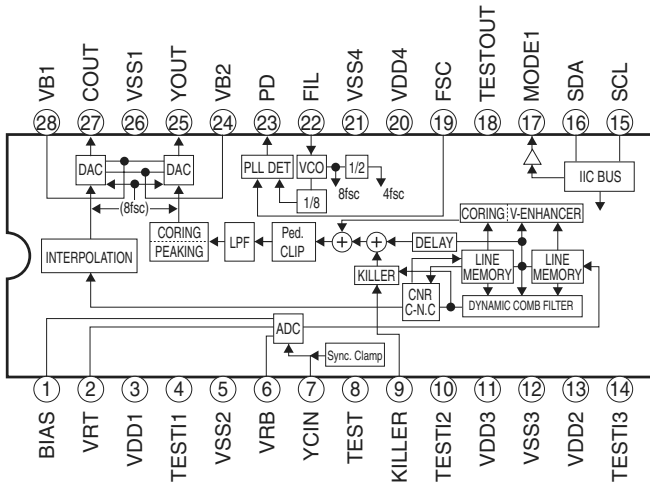 VB1 COUT VSS1 YOUT VB2 PD FIL VSS4 VDD4 FSC TESTOUT MODE1 SDA SCL
28 27 26 25 24 23 22 21 20 19 18 17 16 15
DAC DAC PLL DET VCO 1/2 IIC BUS
8fsc 4fsc
1/8
(8fsc)
CORING V-ENHANCER
CORING
PEAKING
LPF
Ped.
CLIP
+ +
DELAY
INTERPOLATION
KILLER
LINE
MEMORY
LINE
MEMORY
CNR
C-N.C
DYNAMIC COMB FILTER
ADC
Sync. Clamp
1 2 3 4 5 6 7 8 9 10 11 12 13 14
BIAS VRT VDD1 TESTI1 VSS2 VRB YCIN TEST KILLER TESTI2 VDD3 VSS3 VDD2 TESTI3